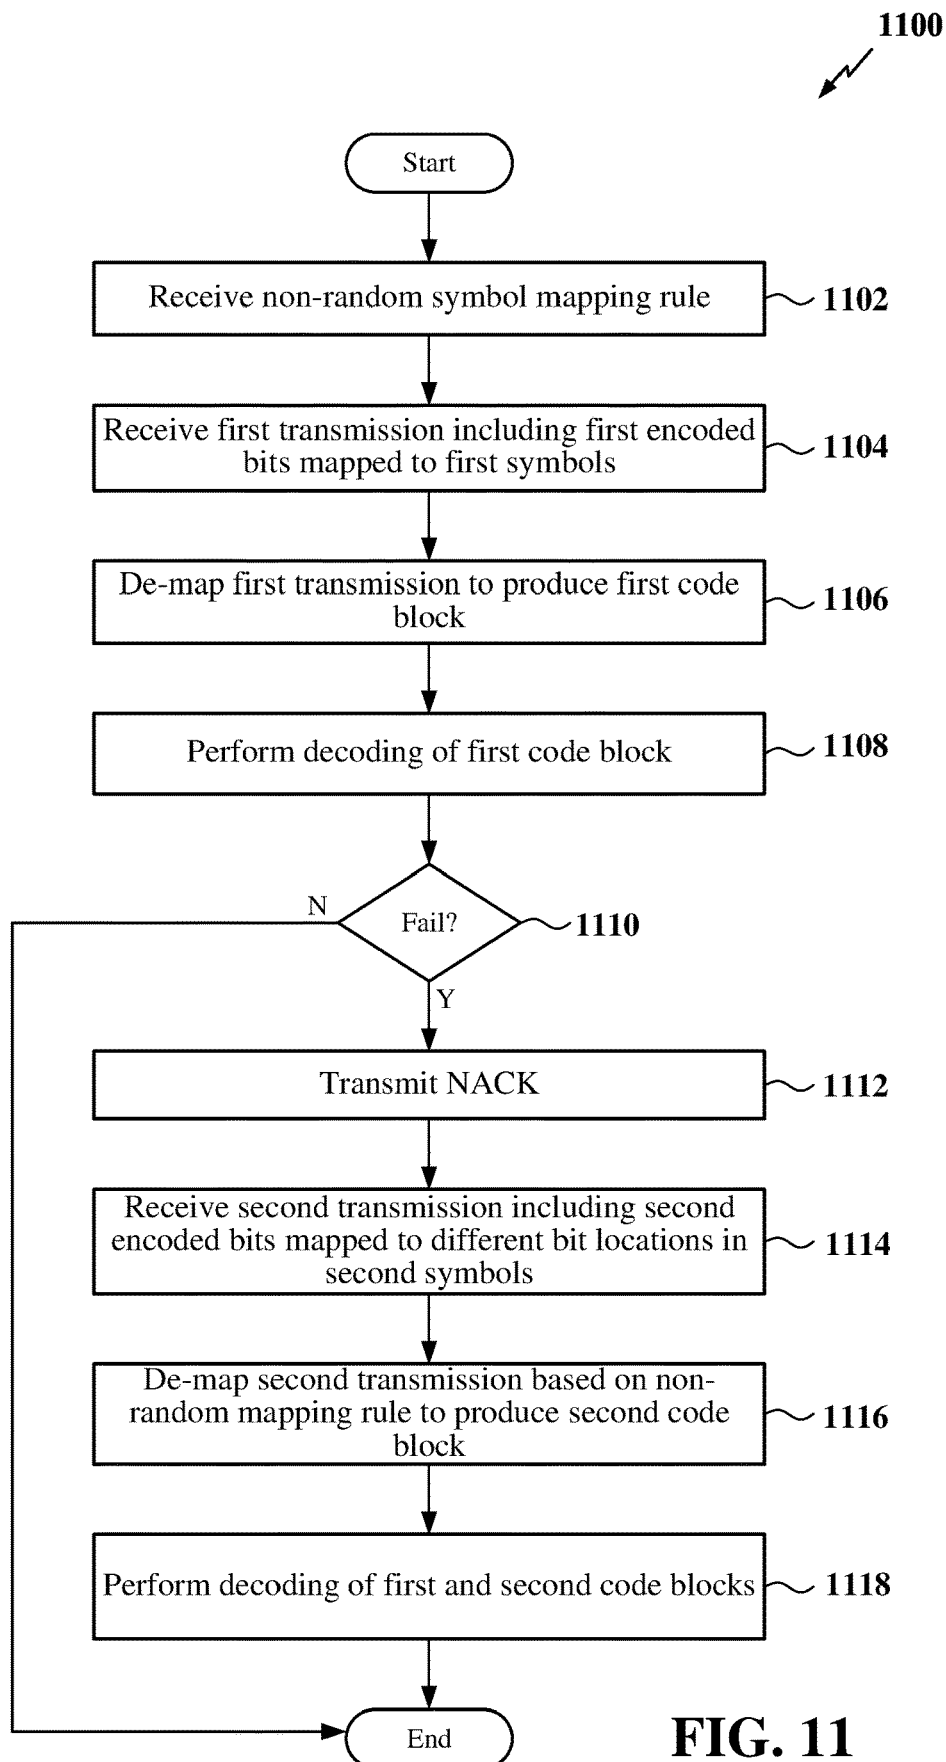 1100
Start
Receive non-random symbol mapping rule
1102
Receive first transmission including first encoded
bits mapped to first symbols
1104
De-map first transmission to produce first code
block
1106
Perform decoding of first code block
1108
Fail?
1110
N
Y
Transmit NACK
1112
Receive second transmission including second
encoded bits mapped to different bit locations in
second symbols
1114
De-map second transmission based on non-
random mapping rule to produce second code
block
1116
Perform decoding of first and second code blocks
1118
End
FIG. 11